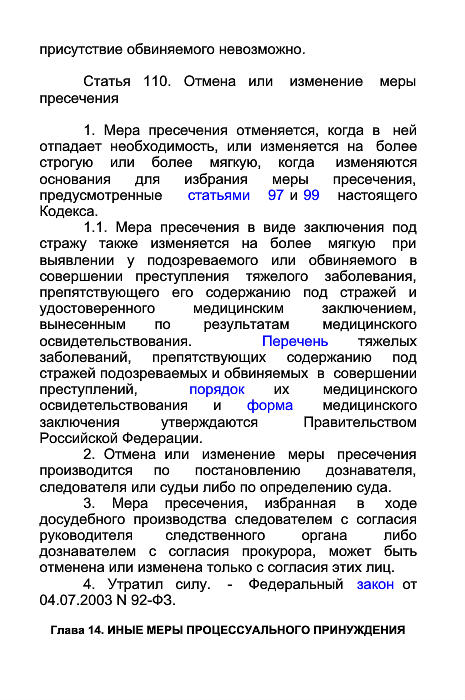 присутствие обвиняемого невозможно.
Статья 110. Отмена или изменение меры
пресечения
1. Мера пресечения отменяется, когда в ней
отпадает необходимость, или изменяется на более
строгую или более мягкую, когда изменяются
основания для избрания меры пресечения,
предусмотренные статьями 97 и 99 настоящего
Кодекса.
1.1. Мера пресечения в виде заключения под
стражу также изменяется на более мягкую при
выявлении у подозреваемого или обвиняемого в
совершении преступления тяжелого заболевания,
препятствующего его содержанию под стражей и
удостоверенного медицинским заключением,
вынесенным по результатам медицинского
освидетельствования. Перечень тяжелых
заболеваний, препятствующих содержанию под
стражей подозреваемых и обвиняемых в совершении
преступлений, порядок их медицинского
освидетельствования и форма медицинского
заключения утверждаются Правительством
Российской Федерации.
2. Отмена или изменение меры пресечения
производится по постановлению дознавателя,
следователя или судьи либо по определению суда.
3. Мера пресечения, избранная в ходе
досудебного производства следователем с согласия
руководителя следственного органа либо
дознавателем с согласия прокурора, может быть
отменена или изменена только с согласия этих лиц.
4. Утратил силу. - Федеральный закон от
04.07.2003 N 92-ФЗ.
Глава 14. ИНЫЕ МЕРЫ ПРОЦЕССУАЛЬНОГО ПРИНУЖДЕНИЯ